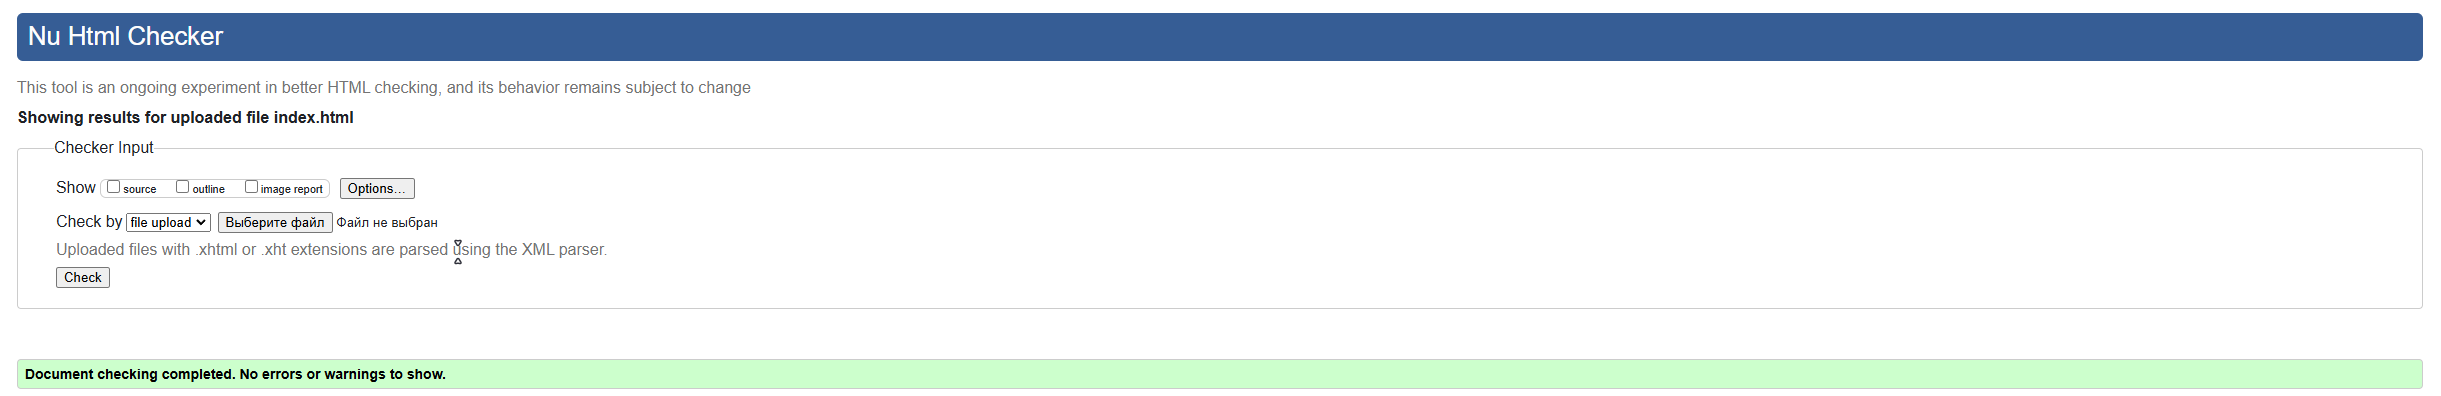 Nu Html Checker
This tool is an ongoing experiment in better HTML checking, and its behavior remains subject to change
Showing results for uploaded file index.html
Checker Input
Show source outline image report Options...
Check by file upload Выберите файл Файл не выбран
Uploaded files with .xhtml or .xht extensions are parsed using the XML parser.
Check
Document checking completed. No errors or warnings to show.